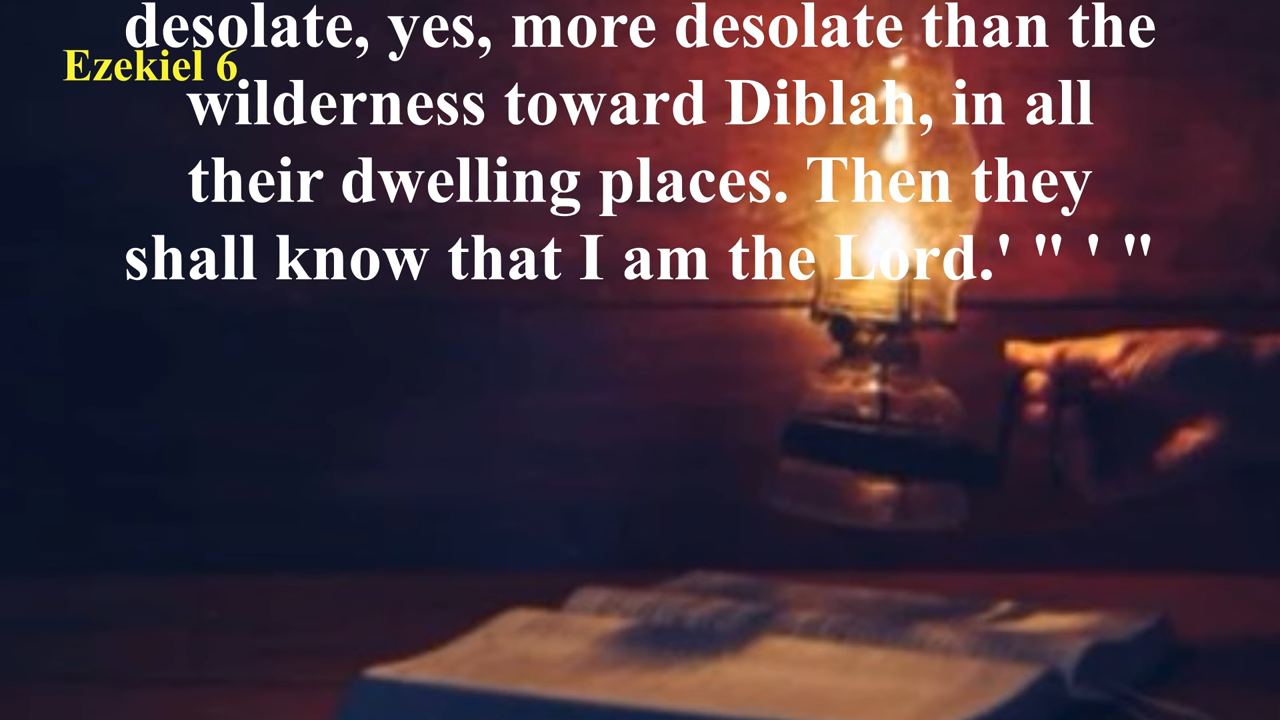 desolate, yes, more desolate than the
Ezekiel 6
wilderness toward Diblah, in all
their dwelling places. Then they
shall know that I am the Lord.' " ' "